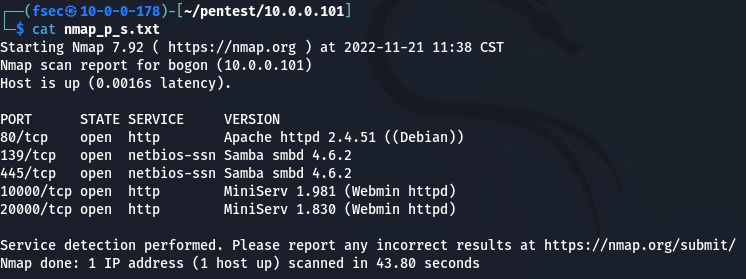 ┌──(fsec㉿10-0-0-178)-[~/pentest/10.0.0.101]
└─$ cat nmap_p_s.txt
Starting Nmap 7.92 ( https://nmap.org ) at 2022-11-21 11:38 CST
Nmap scan report for bogon (10.0.0.101)
Host is up (0.0016s latency).

PORT      STATE SERVICE     VERSION
80/tcp    open  http        Apache httpd 2.4.51 ((Debian))
139/tcp   open  netbios-ssn Samba smbd 4.6.2
445/tcp   open  netbios-ssn Samba smbd 4.6.2
10000/tcp open  http        MiniServ 1.981 (Webmin httpd)
20000/tcp open  http        MiniServ 1.830 (Webmin httpd)

Service detection performed. Please report any incorrect results at https://nmap.org/submit/
Nmap done: 1 IP address (1 host up) scanned in 43.80 seconds